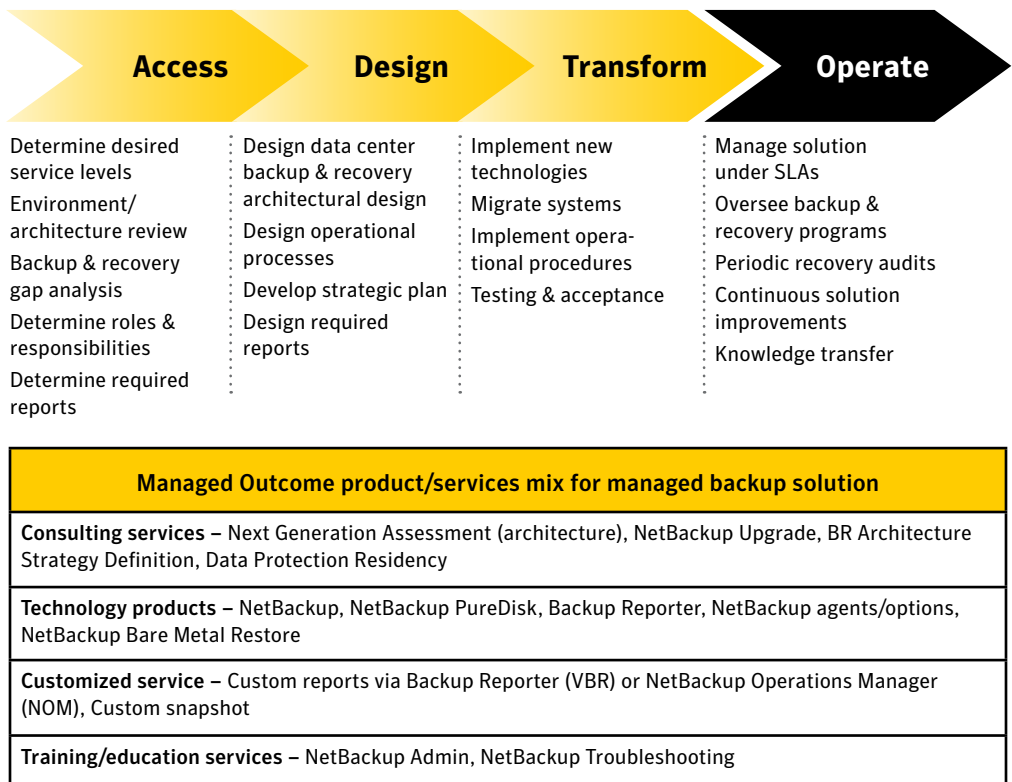 Access
Design
Transform
Operate
Determine desired
service levels
Environment/
architecture review
Backup & recovery
gap analysis
Determine roles &
responsibilities
Determine required
reports
Design data center
backup & recovery
architectural design
Design operational
processes
Develop strategic plan
Design required
reports
Implement new
technologies
Migrate systems
Implement opera-
tional procedures
Testing & acceptance
Manage solution
under SLAs
Oversee backup &
recovery programs
Periodic recovery audits
Continuous solution
improvements
Knowledge transfer
Managed Outcome product/services mix for managed backup solution
Consulting services – Next Generation Assessment (architecture), NetBackup Upgrade, BR Architecture
Strategy Definition, Data Protection Residency
Technology products – NetBackup, NetBackup PureDisk, Backup Reporter, NetBackup agents/options,
NetBackup Bare Metal Restore
Customized service – Custom reports via Backup Reporter (VBR) or NetBackup Operations Manager
(NOM), Custom snapshot
Training/education services – NetBackup Admin, NetBackup Troubleshooting